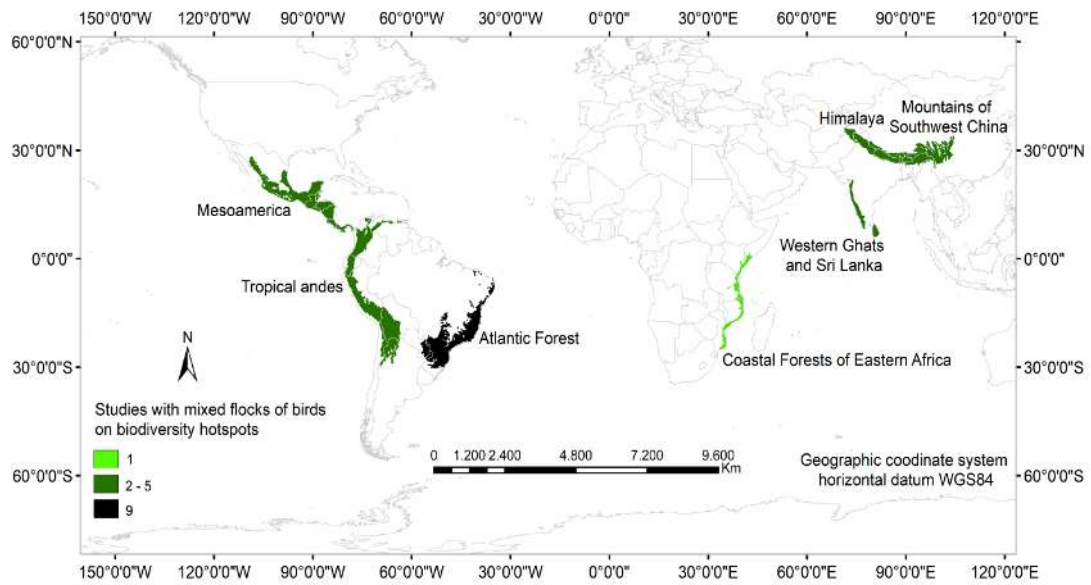 150°0'0"W 120°0'0"W 90°0'0"W 60°0'0"W 30°0'0"W 0°0'0" 30°0'0"E 60°0'0"E 90°0'0"E 120°0'0"E
60°0'0"N
60°0'0"N
Mountains of
Southwest China
Himalaya
30°0'0"N
30°0'0"N
Mesoamerica
Western Ghats
and Sri Lanka
0°0'0"
0°0'0"
Tropical andes
Atlantic Forest
N
Coastal Forests of Eastern Africa
30°0'0"S
30°0'0"S
Studies with mixed flocks of birds
on biodiversity hotspots
1
2 - 5
9
0 1.200 2.400 4.800 7.200 9.600
Km
Geographic coodinate system
horizontal datum WGS84
60°0'0"S
60°0'0"S
150°0'0"W 120°0'0"W 90°0'0"W 60°0'0"W 30°0'0"W 0°0'0" 30°0'0"E 60°0'0"E 90°0'0"E 120°0'0"E